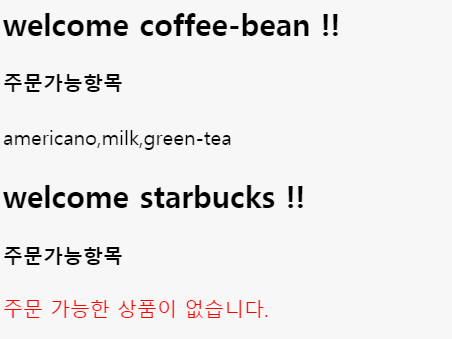 welcome coffee-bean !!
주문가능항목
americano,milk,green-tea
welcome starbucks !!
주문가능항목
주문 가능한 상품이 없습니다.